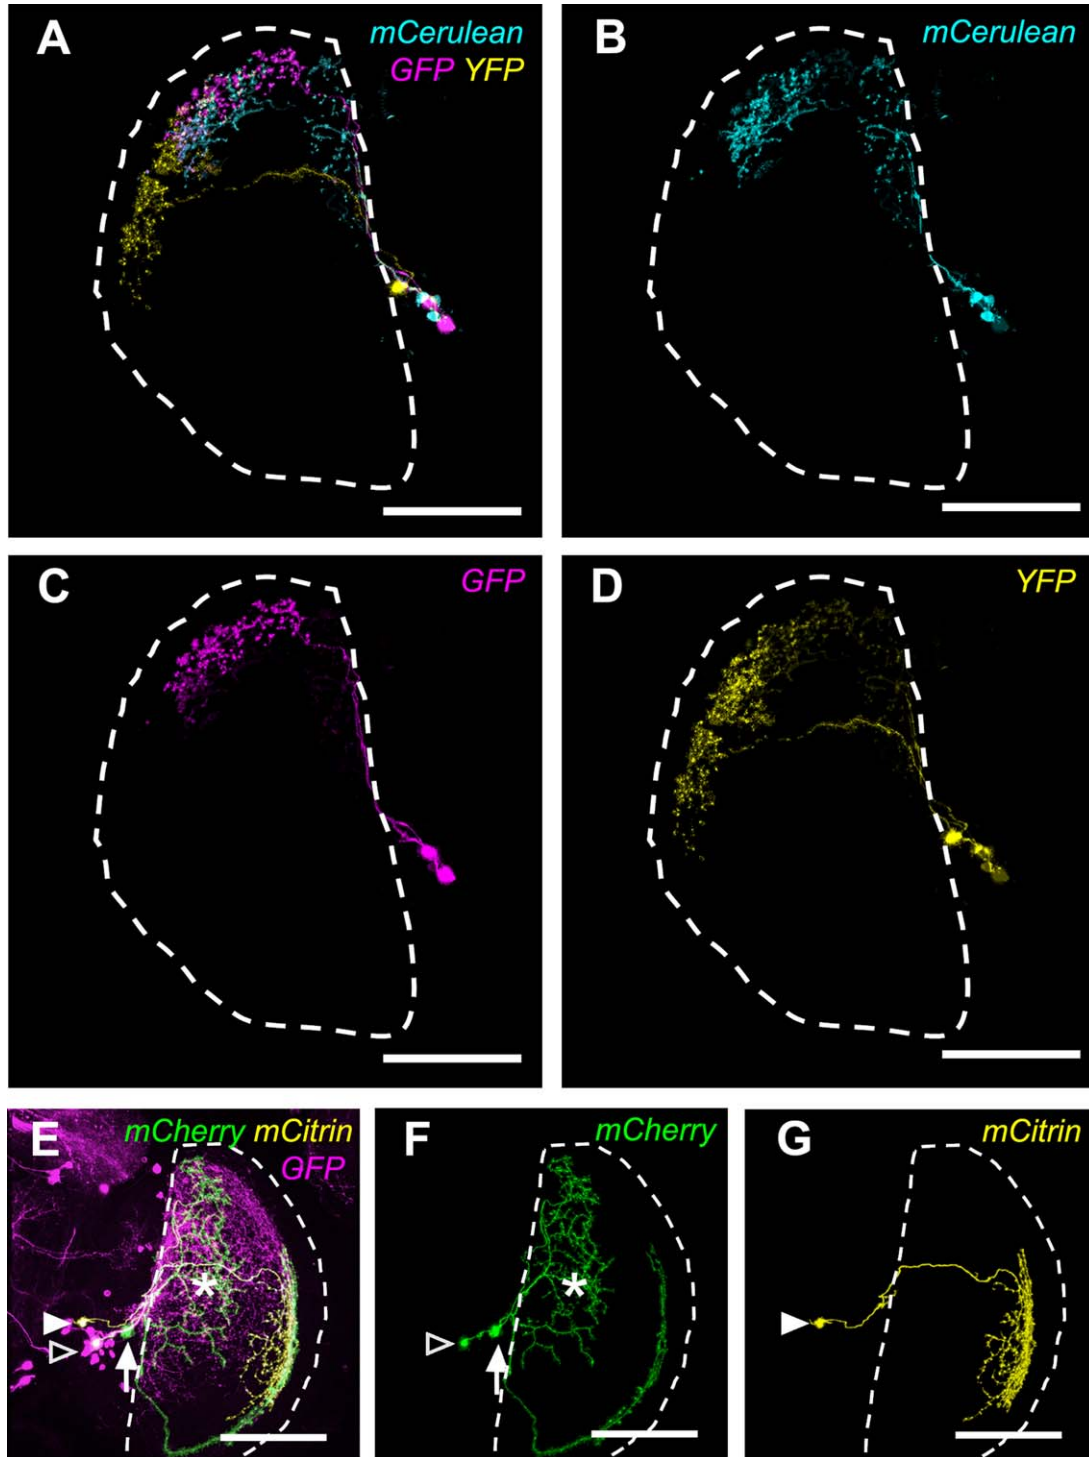 A mCerulean
GFP YFP
B mCerulean
C GFP
D YFP
E mCherry mCitrin
GFP
*
F mCherry
*
G mCitrin